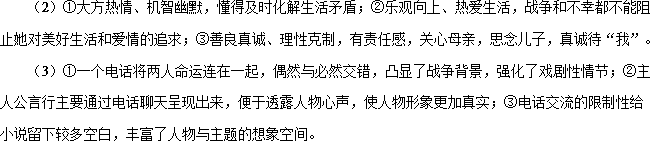 （2）①大方热情、机智幽默，懂得及时化解生活矛盾；②乐观向上、热爱生活，战争和不幸都不能阻
止她对美好生活和爱情的追求；③善良真诚、理性克制，有责任感，关心母亲，思念儿子，真诚待“我”。
（3）①一个电话将两人命运连在一起，偶然与必然交错，凸显了战争背景，强化了戏剧性情节；②主
人公言行主要通过电话聊天呈现出来，便于透露人物心声，使人物形象更加真实；③电话交流的限制性给
小说留下较多空白，丰富了人物与主题的想象空间。